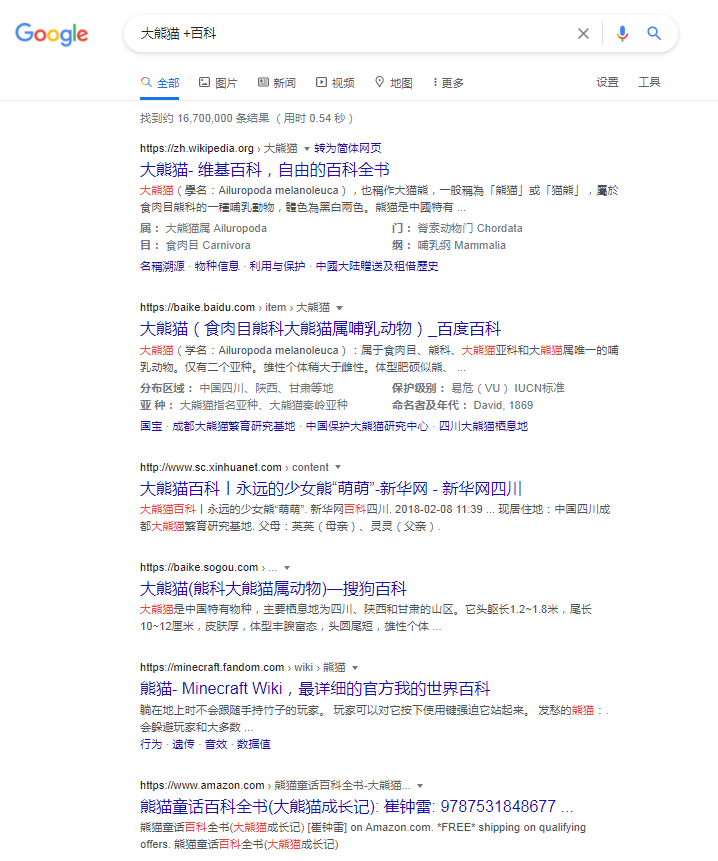 Google
大熊猫 +百科
全部 图片 新闻 视频 地图 更多 设置 工具
找到约 16,700,000 条结果 （用时 0.54 秒）
https://zh.wikipedia.org › 大熊猫 转为简体网页
大熊猫- 维基百科，自由的百科全书
大熊猫（學名：Ailuropoda melanoleuca），也稱作大猫熊，一般稱為「熊猫」或「猫熊」，屬於
食肉目熊科的一種哺乳動物，體色為黑白兩色。熊猫是中國特有 ...
属： 大熊猫属 Ailuropoda 门： 脊索动物门 Chordata
目： 食肉目 Carnivora 纲： 哺乳纲 Mammalia
名稱溯源 · 物种信息 · 利用与保护 · 中國大陸贈送及租借歷史
https://baike.baidu.com › item › 大熊猫
大熊猫（食肉目熊科大熊猫属哺乳动物）_百度百科
大熊猫（学名：Ailuropoda melanoleuca）：属于食肉目、熊科、大熊猫亚科和大熊猫属唯一的哺
乳动物。仅有二个亚种。雄性个体稍大于雌性。体型肥硕似熊、 ...
分布区域： 中国四川、陕西、甘肃等地 保护级别： 易危（VU） IUCN标准
亚 种： 大熊猫指名亚种、大熊猫秦岭亚种 命名者及年代： David, 1869
国宝 · 成都大熊猫繁育研究基地 · 中国保护大熊猫研究中心 · 四川大熊猫栖息地
http://www.sc.xinhuanet.com › content
大熊猫百科丨永远的少女熊“萌萌”-新华网 - 新华网四川
大熊猫百科丨永远的少女熊“萌萌”. 新华网百科四川. 2018-02-08 11:39 ... 现居住地：中国四川成
都大熊猫繁育研究基地. 父母：英英（母亲）、灵灵（父亲）.
https://baike.sogou.com › ...
大熊猫(熊科大熊猫属动物)—搜狗百科
大熊猫是中国特有物种，主要栖息地为四川、陕西和甘肃的山区。它头躯长1.2~1.8米，尾长
10~12厘米，皮肤厚，体型丰腴富态，头圆尾短，雄性个体 ...
https://minecraft.fandom.com › wiki › 熊猫
熊猫- Minecraft Wiki，最详细的官方我的世界百科
躺在地上时不会跟随手持竹子的玩家。 玩家可以对它按下使用键强迫它站起来。 发愁的熊猫：.
会躲避玩家和大多数 ...
行为 · 遗传 · 音效 · 数据值
https://www.amazon.com › 熊猫童话百科全书-大熊猫...
熊猫童话百科全书(大熊猫成长记): 崔钟雷: 9787531848677 ...
熊猫童话百科全书(大熊猫成长记) [崔钟雷] on Amazon.com. *FREE* shipping on qualifying
offers. 熊猫童话百科全书(大熊猫成长记)